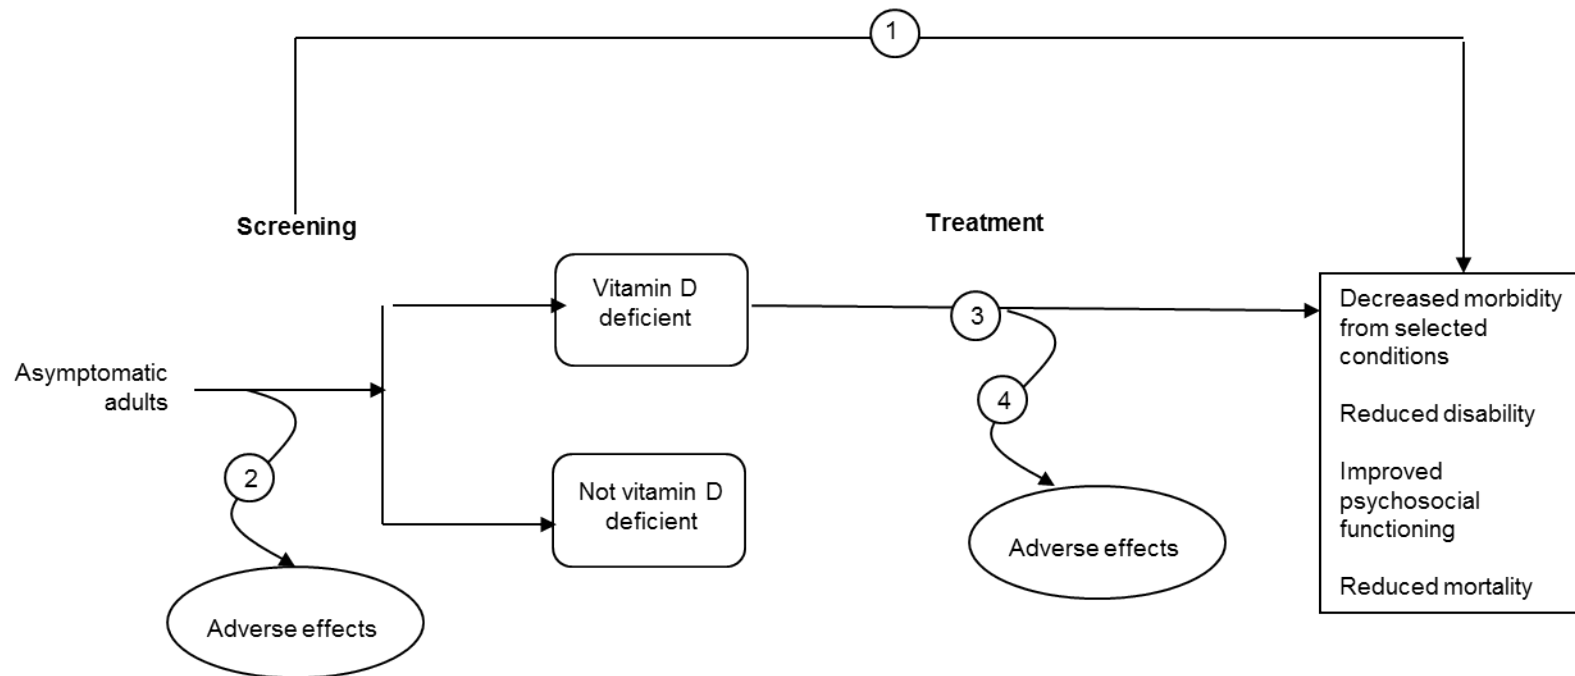 1
Screening
Treatment
Vitamin D
deficient
3
Decreased morbidity
from selected
conditions
Reduced disability
Improved
psychosocial
functioning
Reduced mortality
Asymptomatic
adults
4
2
Not vitamin D
deficient
Adverse effects
Adverse effects